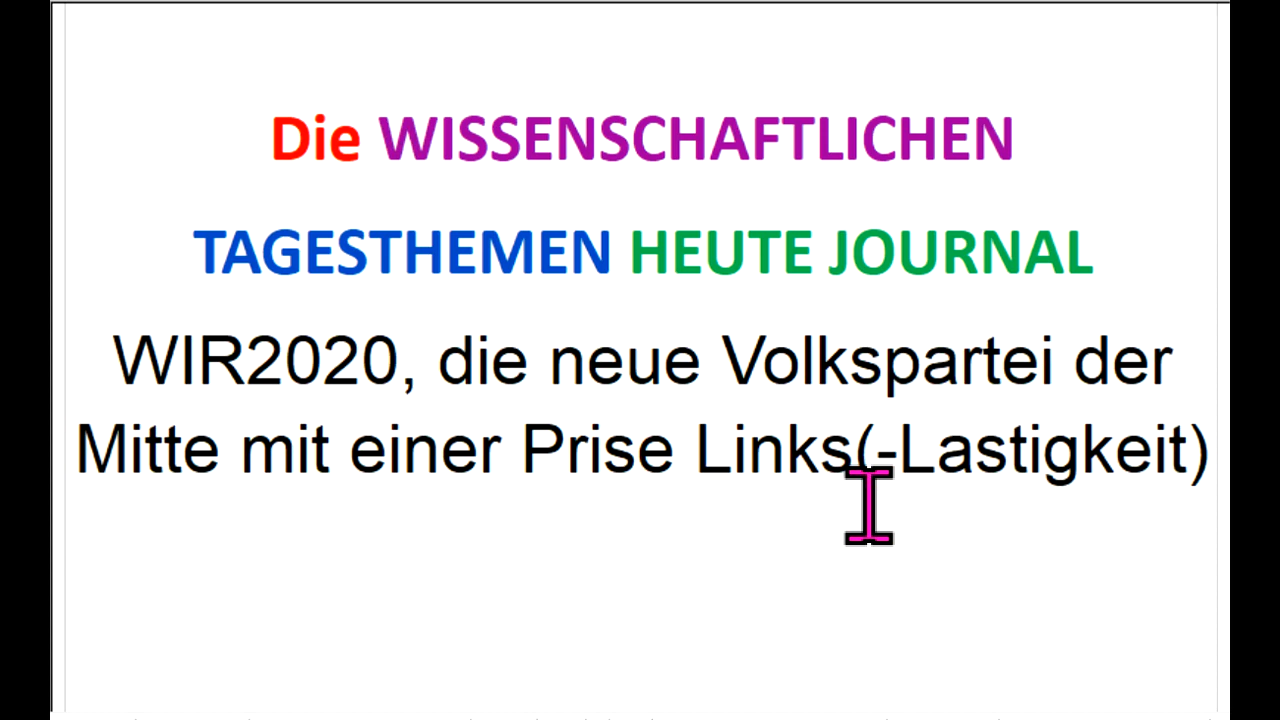 Die WISSENSCHAFTLICHEN
TAGESTHEMEN HEUTE JOURNAL
WIR2020, die neue Volkspartei der
Mitte mit einer Prise Links(-Lastigkeit)